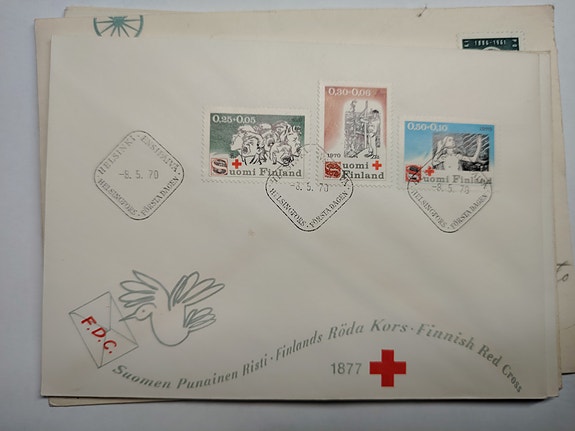 1886 - 1961
0,25+0,05
0,30+0,06
0,50+0,10
1970
Suomi Finland
Suomi Finland
Suomi Finland
HELSINKI · ENSIPÄIVÄ
-8. 5. 70
HELSINGFORS · FÖRSTA DAGEN
-8. 5. 70
HELSINGFORS · FÖRSTA DAGEN
-8. 5. 70
HELSINGFORS · FÖRSTA DAGEN
F.D.C.
Suomen Punainen Risti · Finlands Röda Kors · Finnish Red Cross
1877